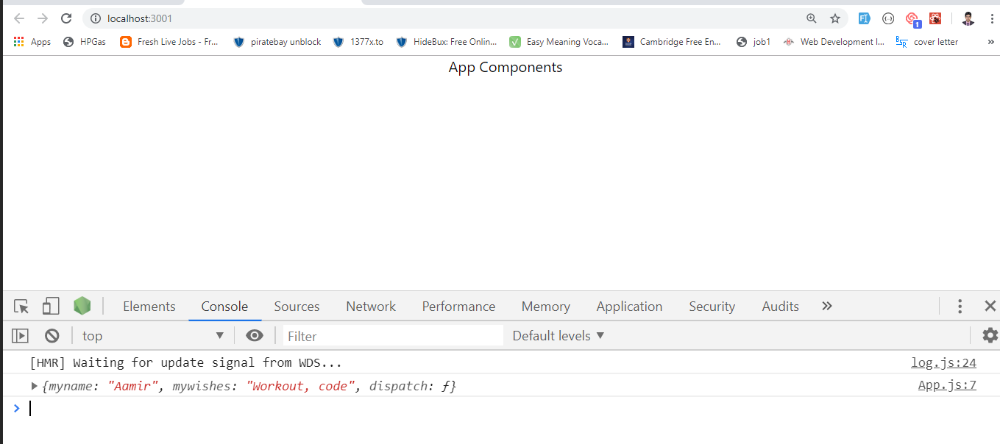 localhost:3001
1
Apps HPGas Fresh Live Jobs - Fr... piratebay unblock 1377x.to HideBux: Free Onlin... Easy Meaning Voca... Cambridge Free En... job1 Web Development I... cover letter »
App Components
Elements Console Sources Network Performance Memory Application Security Audits »
top Filter Default levels
[HMR] Waiting for update signal from WDS... log.js:24
{myname: "Aamir", mywishes: "Workout, code", dispatch: ƒ} App.js:7
>